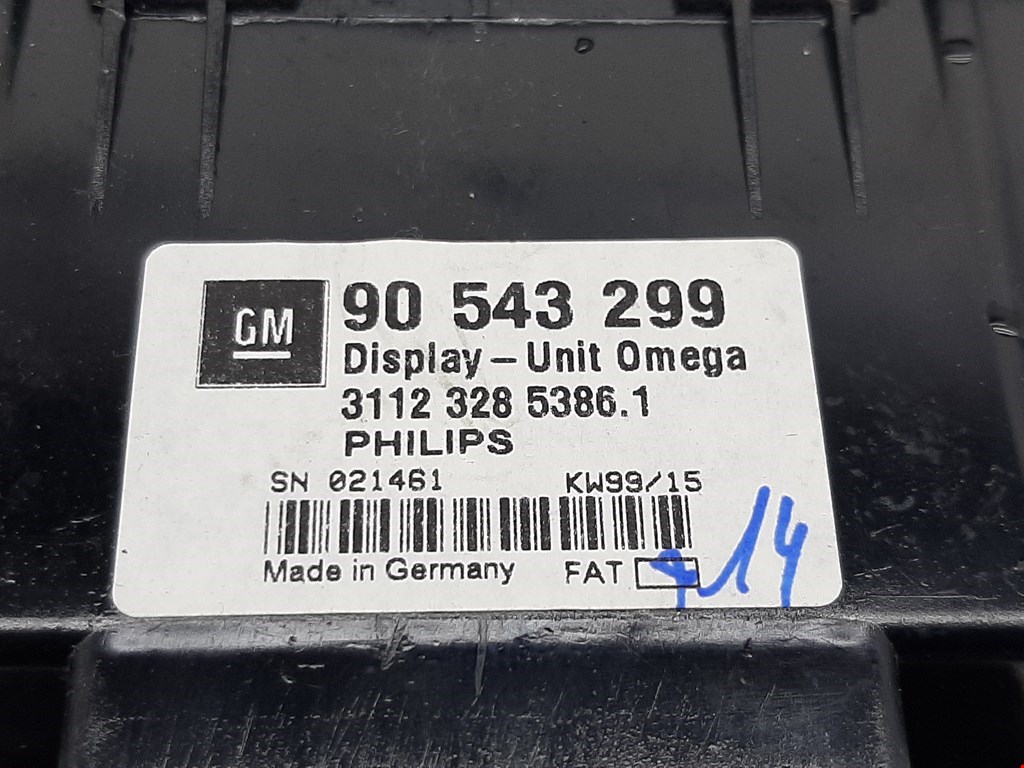 GM
90 543 299
Display-Unit Omega
3112 328 5386.1
PHILIPS
SN 021461 KW99/15
Made in Germany FAT
14